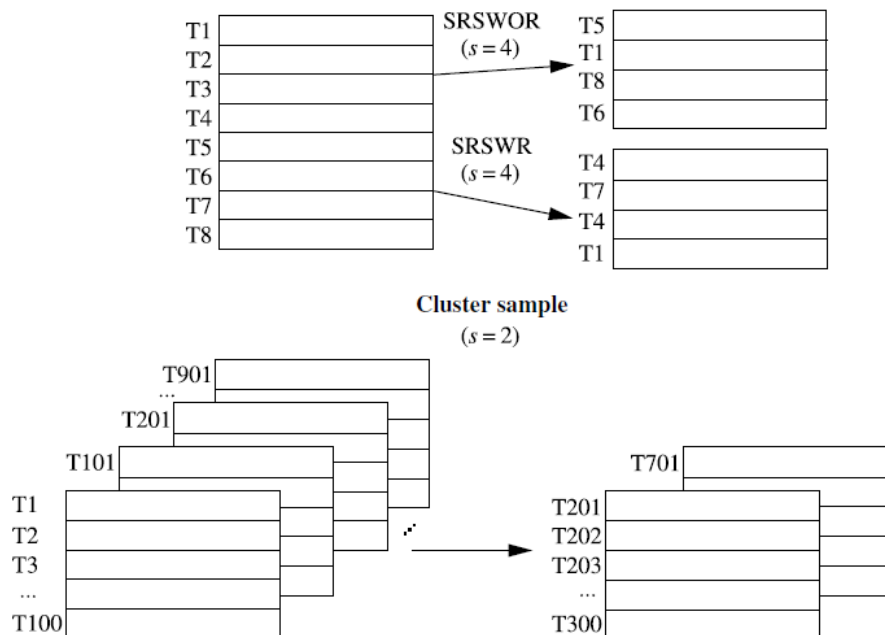 T1
T2
T3
T4
T5
T6
T7
T8
SRSWOR
(s = 4)
T5
T1
T8
T6
SRSWR
(s = 4)
T4
T7
T4
T1
Cluster sample
(s = 2)
T901
...
T201
T101
T1
T2
T3
...
T100
T701
T201
T202
T203
...
T300